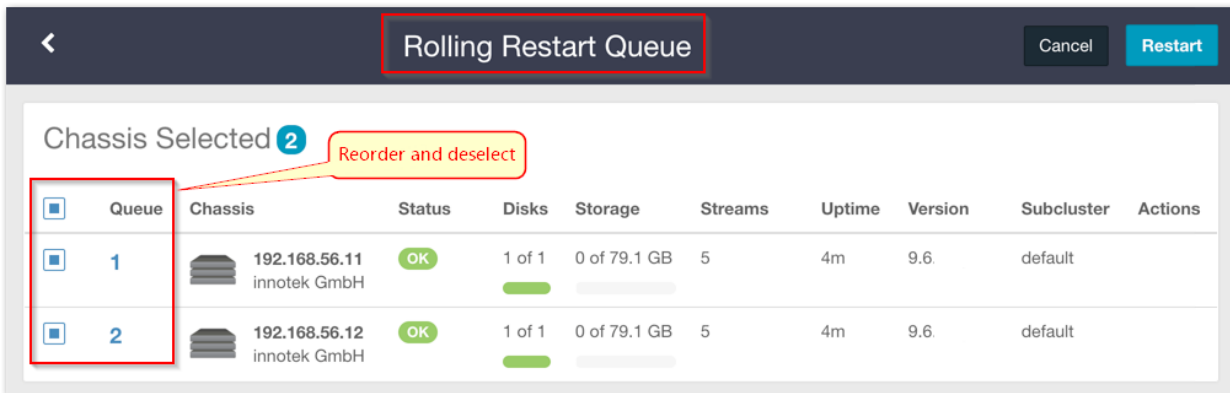 Rolling Restart Queue
Cancel
Restart
Chassis Selected 2
Reorder and deselect
Queue Chassis Status Disks Storage Streams Uptime Version Subcluster Actions
1 192.168.56.11 OK 1 of 1 0 of 79.1 GB 5 4m 9.6. default
innotek GmbH
2 192.168.56.12 OK 1 of 1 0 of 79.1 GB 5 4m 9.6. default
innotek GmbH